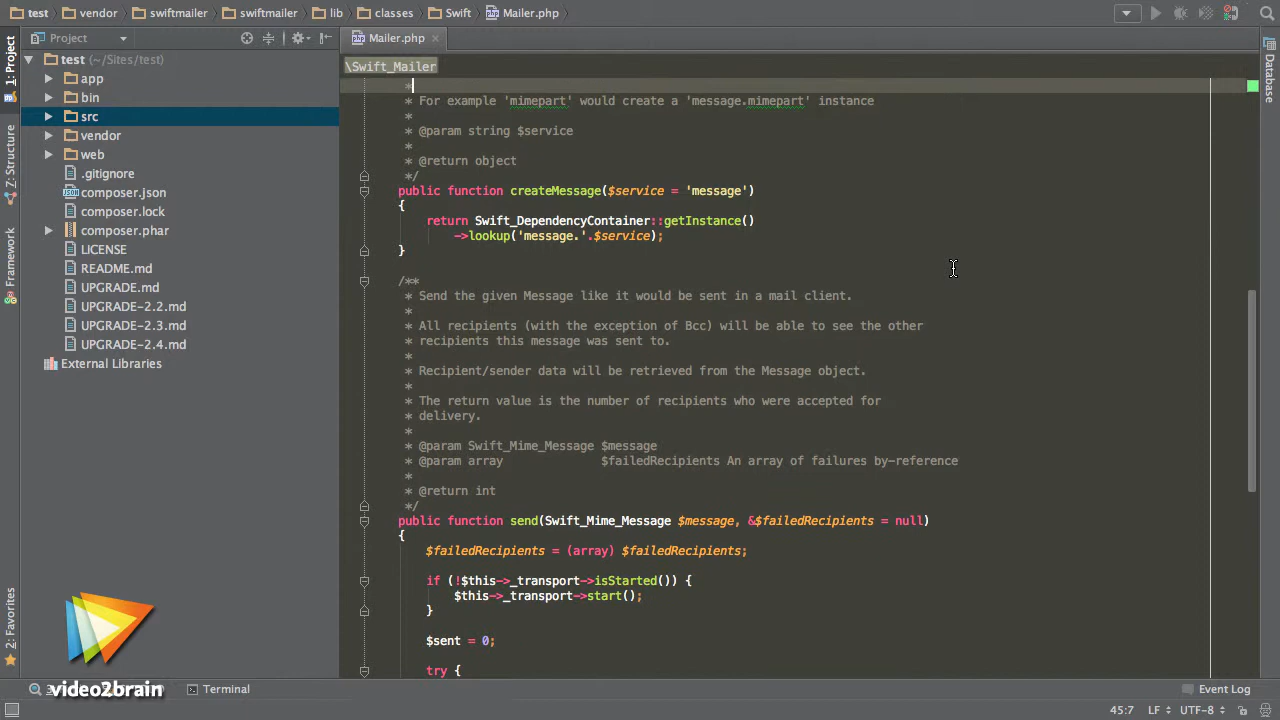 test vendor swiftmailer swiftmailer lib classes Swift Mailer.php
1: Project
Z: Structure
Framework
2: Favorites
Project
test (~/Sites/test)
app
bin
src
vendor
web
.gitignore
composer.json
composer.lock
composer.phar
LICENSE
README.md
UPGRADE.md
UPGRADE-2.2.md
UPGRADE-2.3.md
UPGRADE-2.4.md
External Libraries
Mailer.php
\Swift_Mailer
*
* For example 'mimepart' would create a 'message.mimepart' instance
*
* @param string $service
*
* @return object
*/
public function createMessage($service = 'message')
{
return Swift_DependencyContainer::getInstance()
->lookup('message.'.$service);
}
/**
* Send the given Message like it would be sent in a mail client.
*
* All recipients (with the exception of Bcc) will be able to see the other
* recipients this message was sent to.
*
* Recipient/sender data will be retrieved from the Message object.
*
* The return value is the number of recipients who were accepted for
* delivery.
*
* @param Swift_Mime_Message $message
* @param array $failedRecipients An array of failures by-reference
*
* @return int
*/
public function send(Swift_Mime_Message $message, &$failedRecipients = null)
{
$failedRecipients = (array) $failedRecipients;
if (!$this->_transport->isStarted()) {
$this->_transport->start();
}
$sent = 0;
try {
Database
video2brain
Terminal
Event Log
45:7 LF UTF-8